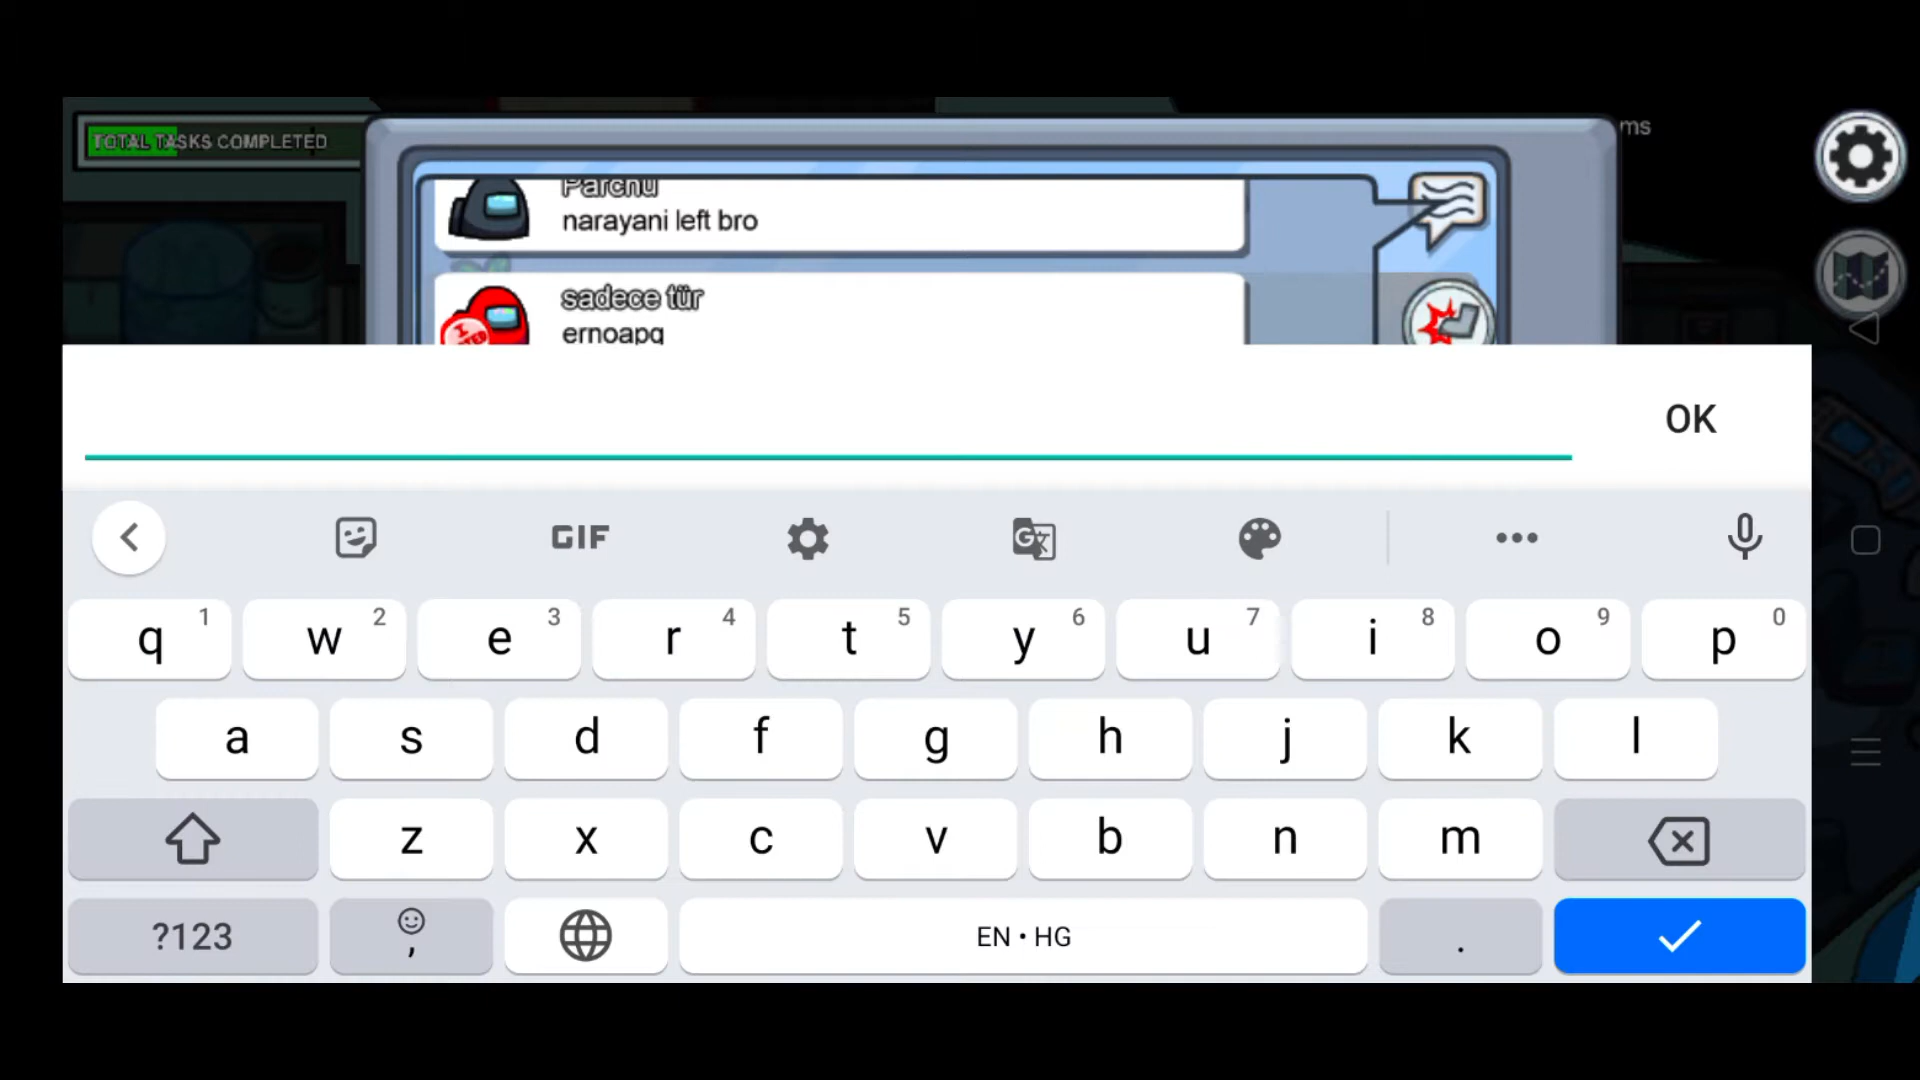 TOTAL TASKS COMPLETED
ms
Parchu
narayani left bro
sadece tür
ernoapq
I VOTED
OK
GIF
q 1 w 2 e 3 r 4 t 5 y 6 u 7 i 8 o 9 p 0
a s d f g h j k l
z x c v b n m
?123 , EN • HG .